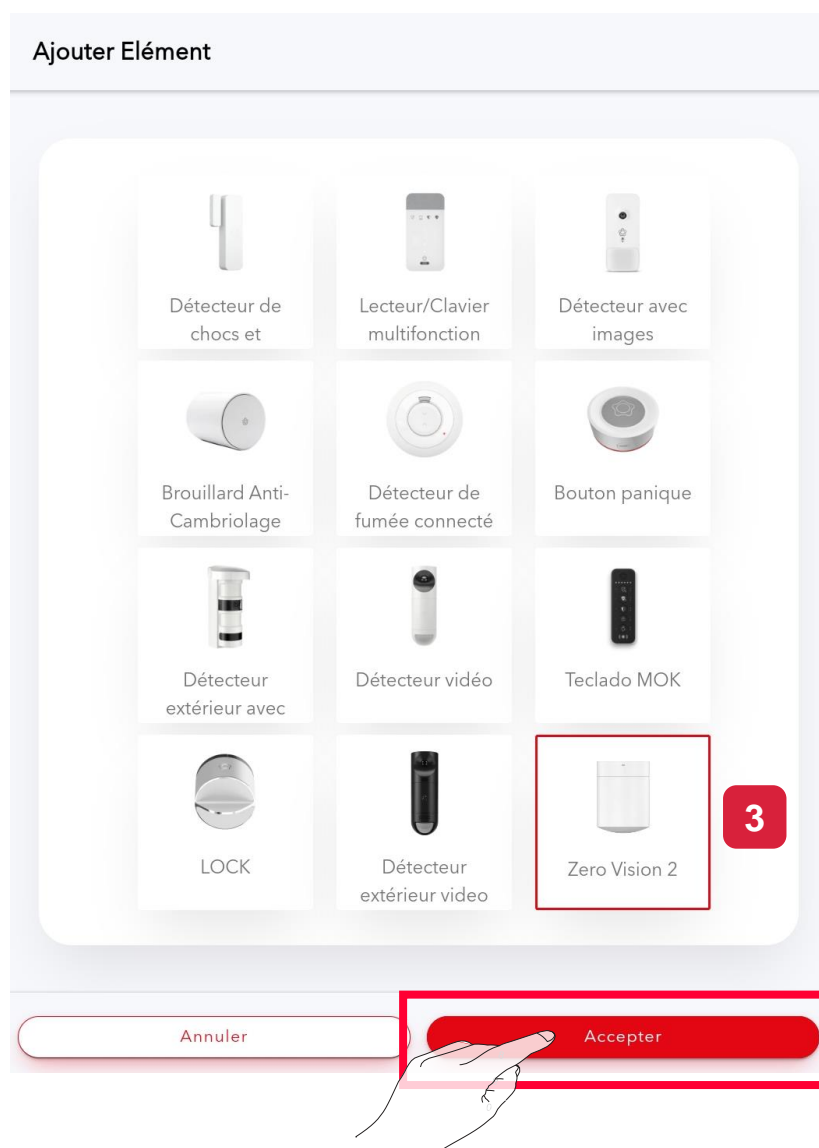 Ajouter Elément
Détecteur de
chocs et
Lecteur/Clavier
multifonction
Détecteur avec
images
Brouillard Anti-
Cambriolage
Détecteur de
fumée connecté
Bouton panique
Détecteur
extérieur avec
Détecteur vidéo
Teclado MOK
LOCK
Détecteur
extérieur video
Zero Vision 2
3
Annuler
Accepter